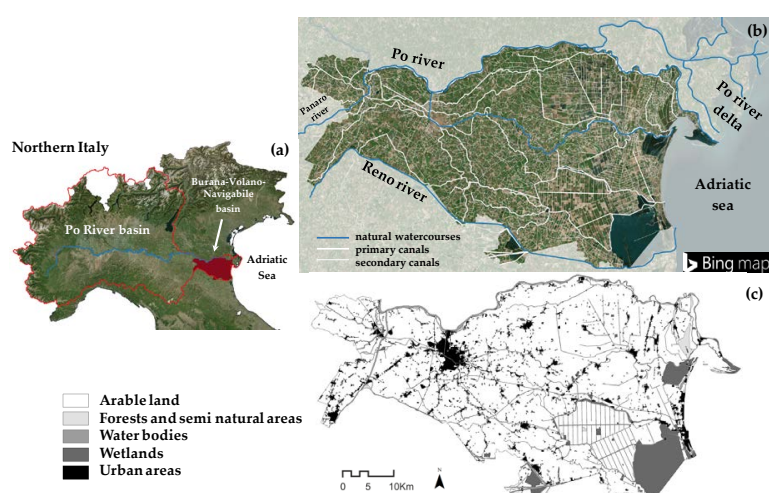 Northern Italy
(a)
Burana-Volano-
Navigabile
basin
Po River basin
Adriatic
Sea
(b)
Po river
Panaro
river
Po river
delta
Reno river
Adriatic
sea
natural watercourses
primary canals
secondary canals
Bing map
(c)
Arable land
Forests and semi natural areas
Water bodies
Wetlands
Urban areas
0 5 10Km
N